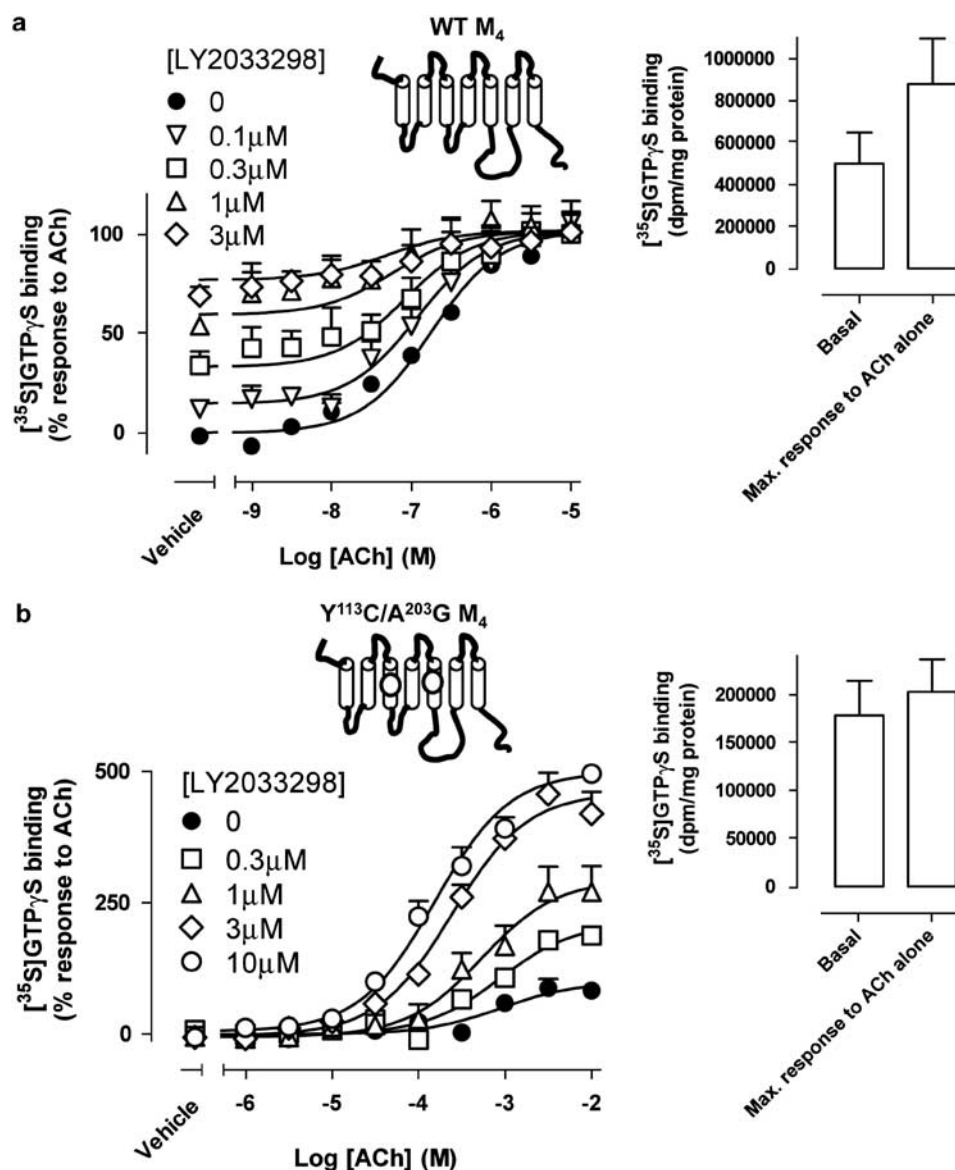 a
WT M₄
[LY2033298]
0
0.1μM
0.3μM
1μM
3μM
[³⁵S]GTPγS binding
(% response to ACh)
100
50
0
Vehicle
-9 -8 -7 -6 -5
Log [ACh] (M)
[³⁵S]GTPγS binding
(dpm/mg protein)
1000000
800000
600000
400000
200000
0
Basal
Max. response to ACh alone
b
Y¹¹³C/A²⁰³G M₄
[LY2033298]
0
0.3μM
1μM
3μM
10μM
[³⁵S]GTPγS binding
(% response to ACh)
500
250
0
Vehicle
-6 -5 -4 -3 -2
Log [ACh] (M)
[³⁵S]GTPγS binding
(dpm/mg protein)
200000
150000
100000
50000
0
Basal
Max. response to ACh alone